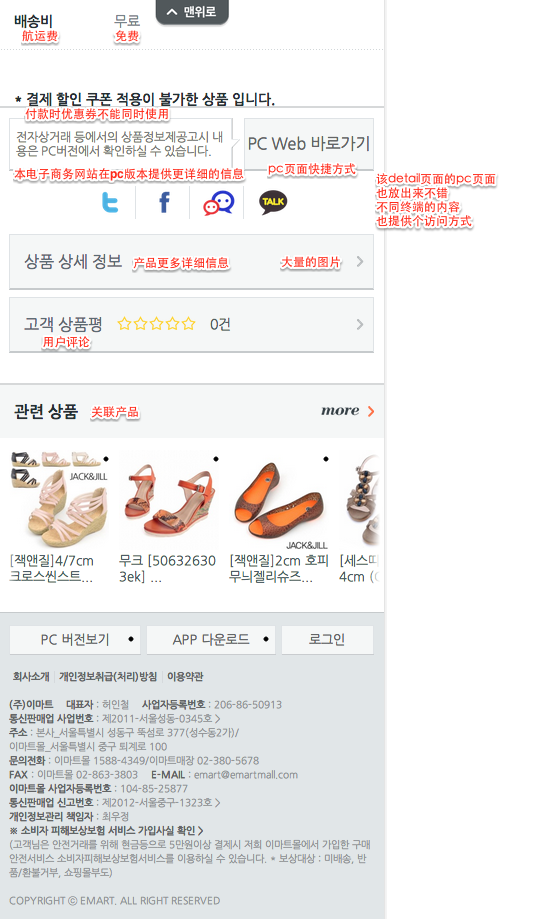 맨위로
배송비 무료
航运费 免费
* 결제 할인 쿠폰 적용이 불가한 상품 입니다.
付款时优惠券不能同时使用
전자상거래 등에서의 상품정보제공고시 내
용은 PC버전에서 확인하실 수 있습니다.
PC Web 바로가기
本电子商务网站在pc版本提供更详细的信息
pc页面快捷方式
该detail页面的pc页面
也放出来不错
不同终端的内容
也提供个访问方式
TALK
상품 상세 정보 产品更多详细信息 大量的图片
고객 상품평 0건
用户评论
관련 상품 关联产品 more
JACK&JILL
JACK&JILL
[잭앤질]4/7cm
크로스씬스트...
무크 [50632630
3ek] ...
[잭앤질]2cm 호피
무늬젤리슈즈...
4cm
PC 버전보기 APP 다운로드 로그인
회사소개 개인정보취급(처리)방침 이용약관
(주)이마트 대표자 : 허인철 사업자등록번호 : 206-86-50913
통신판매업 사업번호 : 제2011-서울성동-0345호 >
주소 : 본사_서울특별시 성동구 뚝섬로 377(성수동2가)/
이마트몰_서울특별시 중구 퇴계로 100
문의전화 : 이마트몰 1588-4349/이마트매장 02-380-5678
FAX : 이마트몰 02-863-3803 E-MAIL : emart@emartmall.com
이마트몰 사업자등록번호 : 104-85-25877
통신판매업 신고번호 : 제2012-서울중구-1323호 >
개인정보관리 책임자 : 최우정
※ 소비자 피해보상보험 서비스 가입사실 확인 >
(고객님은 안전거래를 위해 현금등으로 5만원이상 결제시 저희 이마트몰에서 가입한 구매
안전서비스 소비자피해보상보험서비스를 이용하실 수 있습니다. * 보상대상 : 미배송, 반
품/환불거부, 쇼핑몰부도)
COPYRIGHT ⓒ EMART. ALL RIGHT RESERVED